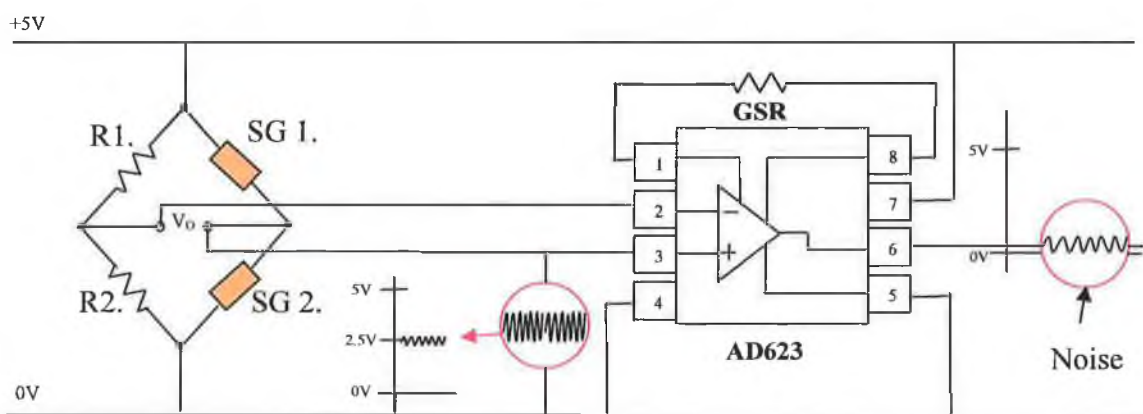 +5V
GSR
R1.
SG 1.
1
8
5V
2
7
Vo
−
3
+
6
0V
R2.
SG 2.
5V
4
5
2.5V
AD623
Noise
0V
0V